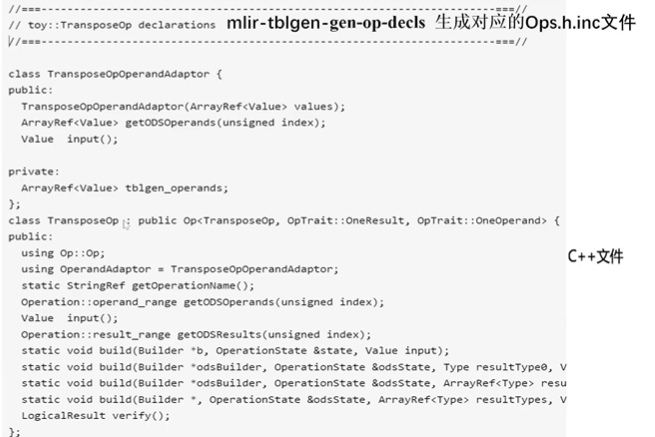 //===----------------------------------------------------------------------===//
// toy::TransposeOp declarations mlir-tblgen-gen-op-decls 生成对应的Ops.h.inc文件
//===----------------------------------------------------------------------===//
class TransposeOpOperandAdaptor {
public:
TransposeOpOperandAdaptor(ArrayRef<Value> values);
ArrayRef<Value> getODSOperands(unsigned index);
Value input();
private:
ArrayRef<Value> tblgen_operands;
};
class TransposeOp : public Op<TransposeOp, OpTrait::OneResult, OpTrait::OneOperand> {
public:
using Op::Op;
C++文件
using OperandAdaptor = TransposeOpOperandAdaptor;
static StringRef getOperationName();
Operation::operand_range getODSOperands(unsigned index);
Value input();
Operation::result_range getODSResults(unsigned index);
static void build(Builder *b, OperationState &state, Value input);
static void build(Builder *odsBuilder, OperationState &odsState, Type resultType0, V
static void build(Builder *odsBuilder, OperationState &odsState, ArrayRef<Type> resu
static void build(Builder *, OperationState &odsState, ArrayRef<Type> resultTypes, V
LogicalResult verify();
};